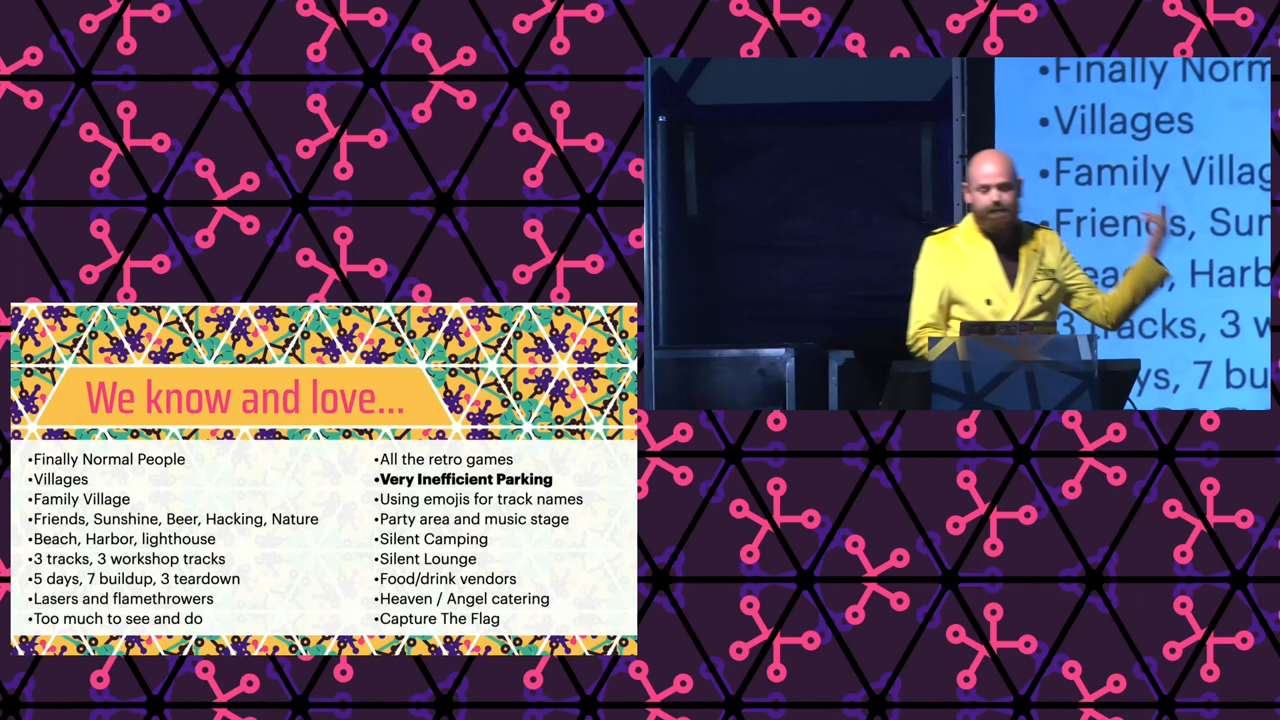 We know and love...
•Finally Normal People
•Villages
•Family Village
•Friends, Sunshine, Beer, Hacking, Nature
•Beach, Harbor, lighthouse
•3 tracks, 3 workshop tracks
•5 days, 7 buildup, 3 teardown
•Lasers and flamethrowers
•Too much to see and do
•All the retro games
•Very Inefficient Parking
•Using emojis for track names
•Party area and music stage
•Silent Camping
•Silent Lounge
•Food/drink vendors
•Heaven / Angel catering
•Capture The Flag
•Finally Norm
•Villages
•Family Villag
•Friends, Sun
, Harb
3 tracks, 3 w
ys, 7 bu